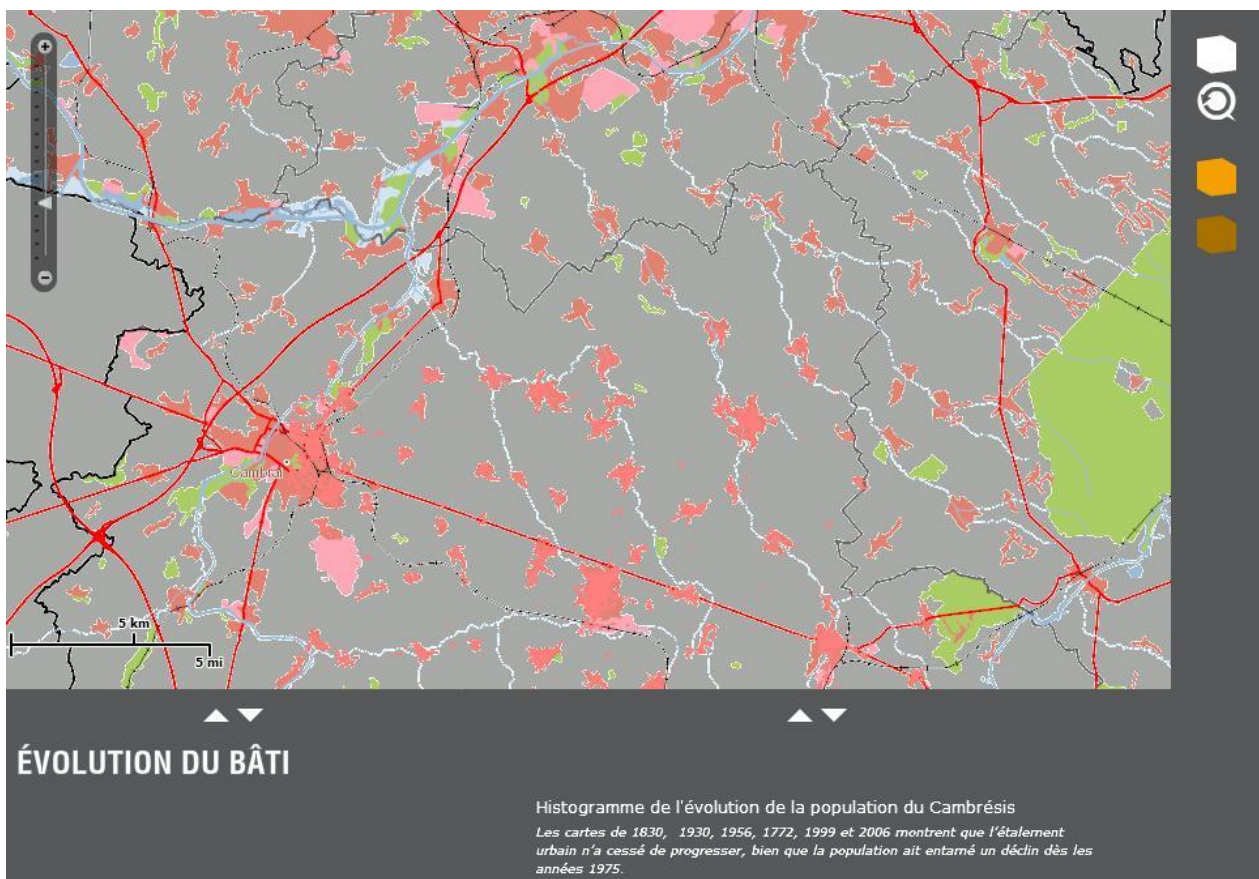 Cambrai
5 km
5 mi
ÉVOLUTION DU BÂTI
Histogramme de l'évolution de la population du Cambrésis
Les cartes de 1830, 1930, 1956, 1772, 1999 et 2006 montrent que l'étalement
urbain n'a cessé de progresser, bien que la population ait entamé un déclin dès les
années 1975.